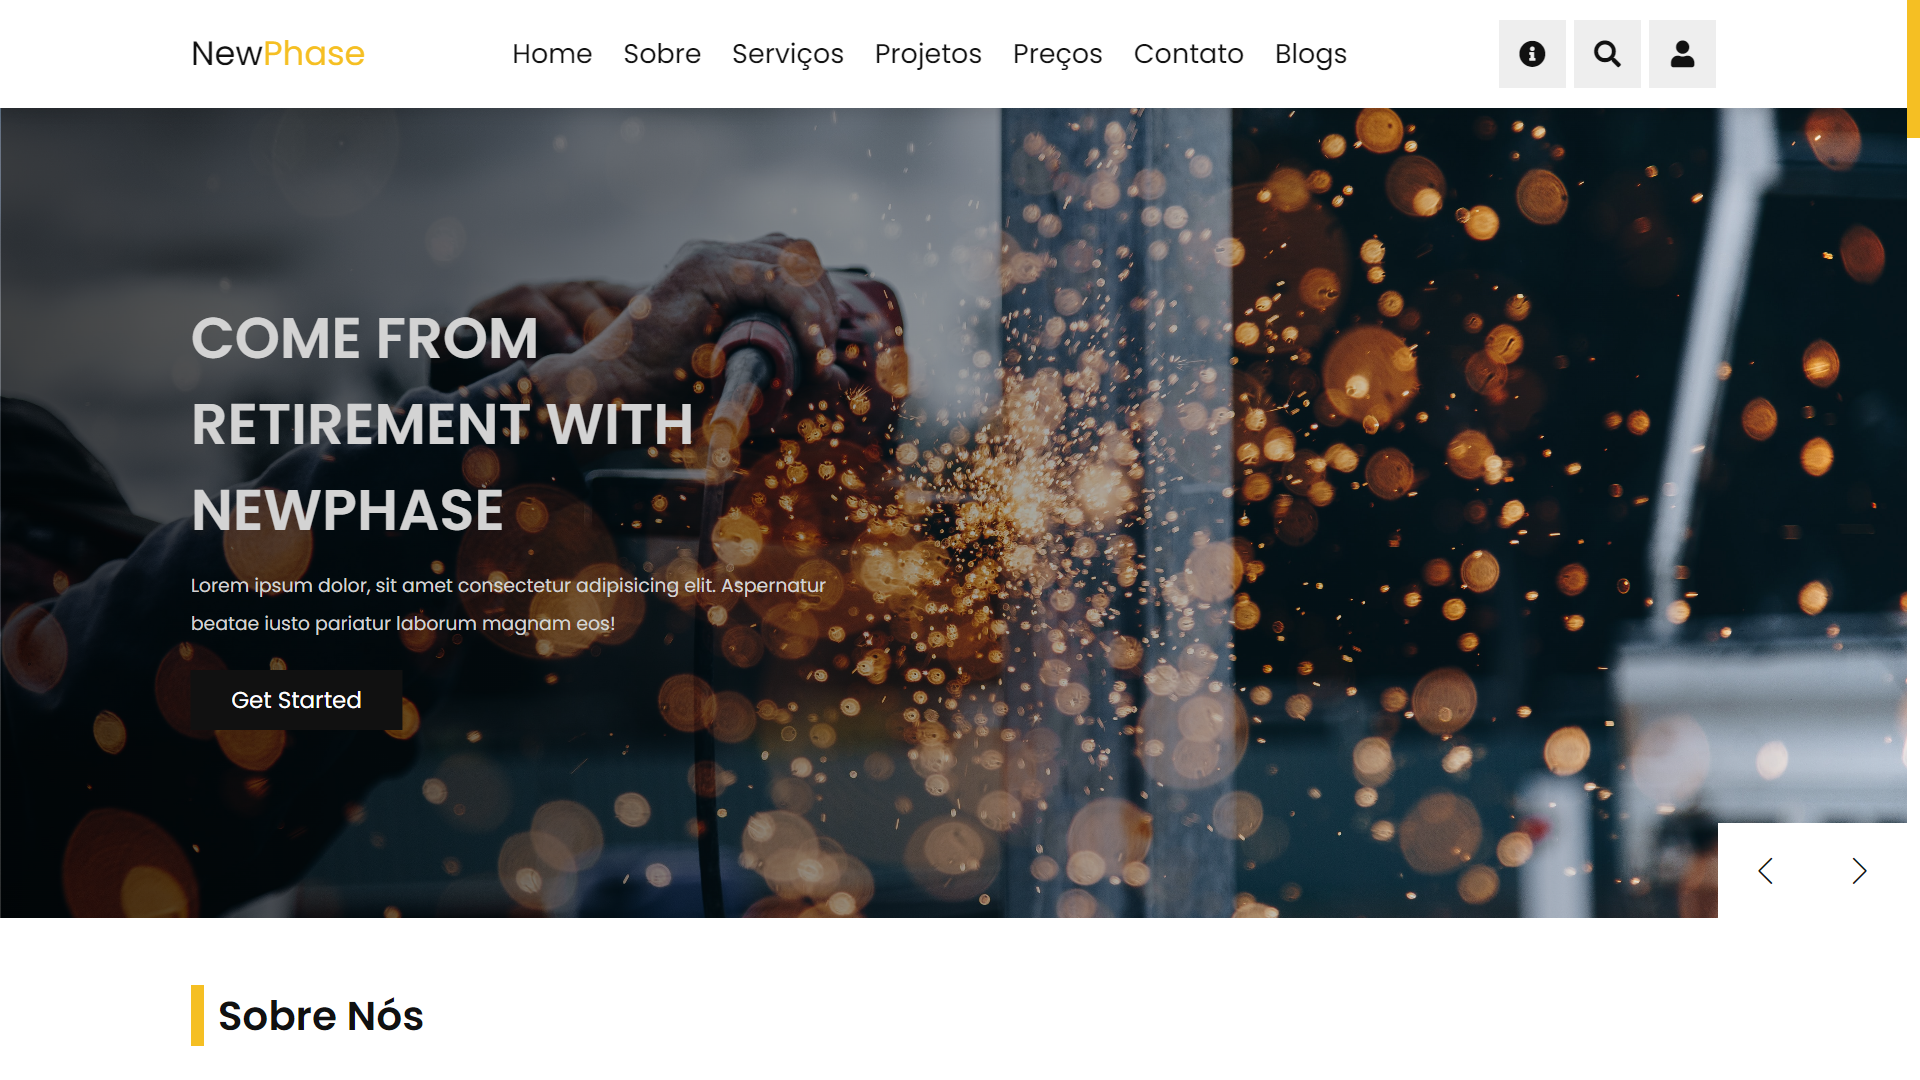 NewPhase
Home Sobre Serviços Projetos Preços Contato Blogs
COME FROM
RETIREMENT WITH
NEWPHASE
Lorem ipsum dolor, sit amet consectetur adipisicing elit. Aspernatur
beatae iusto pariatur laborum magnam eos!
Get Started
Sobre Nós